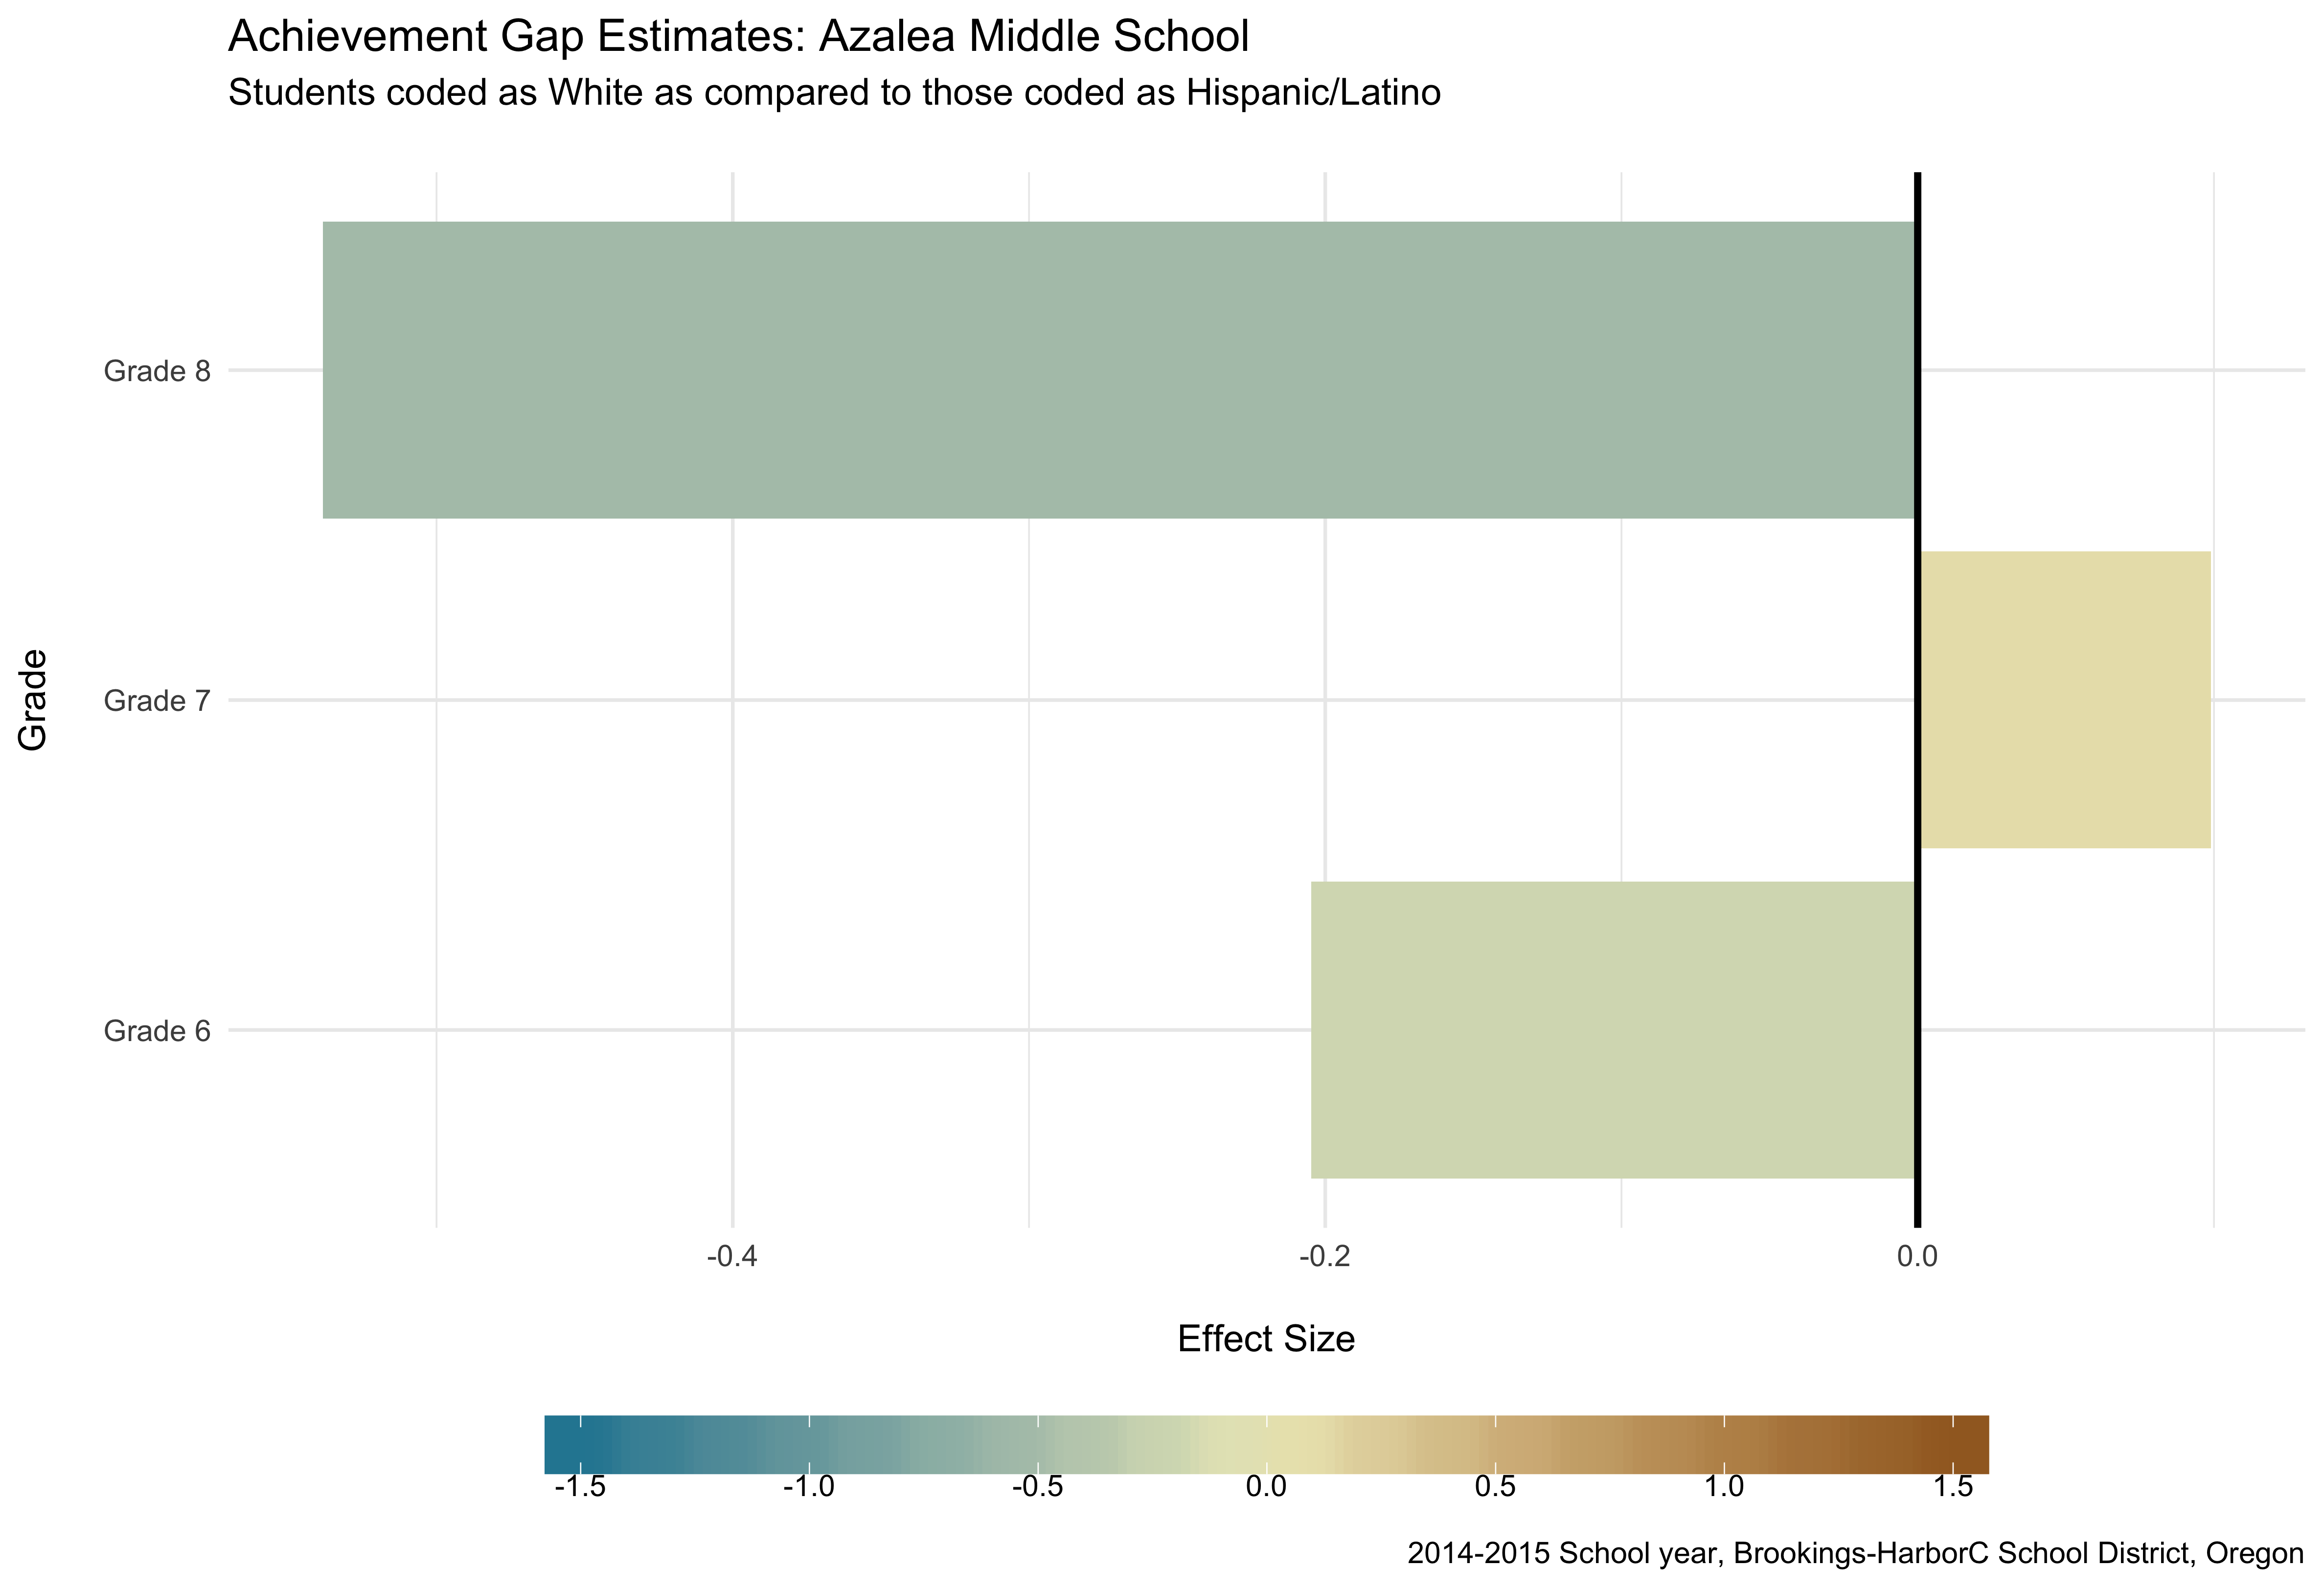 Achievement Gap Estimates: Azalea Middle School
Students coded as White as compared to those coded as Hispanic/Latino
Grade
Grade 8
Grade 7
Grade 6
-0.4 -0.2 0.0
Effect Size
-1.5 -1.0 -0.5 0.0 0.5 1.0 1.5
2014-2015 School year, Brookings-HarborC School District, Oregon